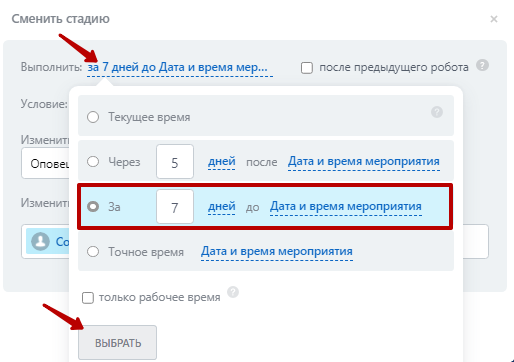 Сменить стадию ×
Выполнить: за 7 дней до Дата и время мер... после предыдущего робота ?
Условие:
Текущее время ?
Изменит
Через 5 дней после Дата и время мероприятия
Опове
За 7 дней до Дата и время мероприятия
Изменит
Со
Точное время Дата и время мероприятия
только рабочее время ?
ВЫБРАТЬ